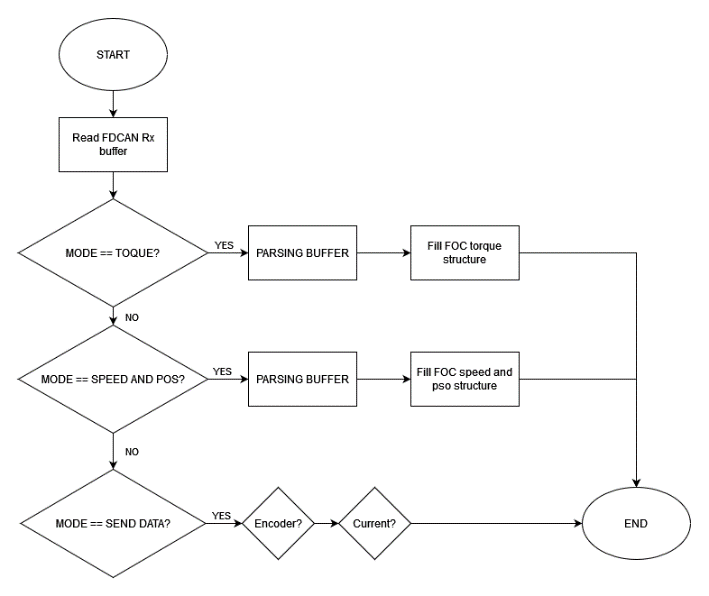 START
Read FDCAN Rx
buffer
MODE == TOQUE?
YES
PARSING BUFFER
Fill FOC torque
structure
NO
MODE == SPEED AND POS?
YES
PARSING BUFFER
Fill FOC speed and
pso structure
NO
MODE == SEND DATA?
YES
Encoder?
Current?
END